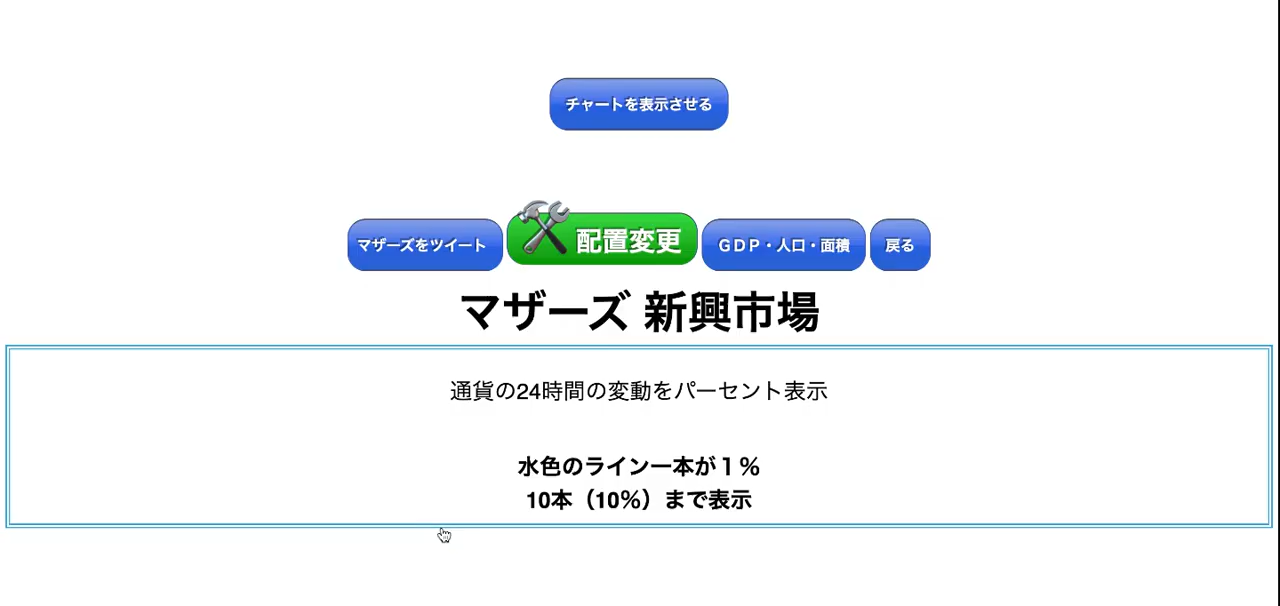 チャートを表示させる
マザーズをツイート 配置変更 ＧＤＰ・人口・面積 戻る
マザーズ 新興市場
通貨の24時間の変動をパーセント表示
水色のライン一本が１％
10本（10％）まで表示